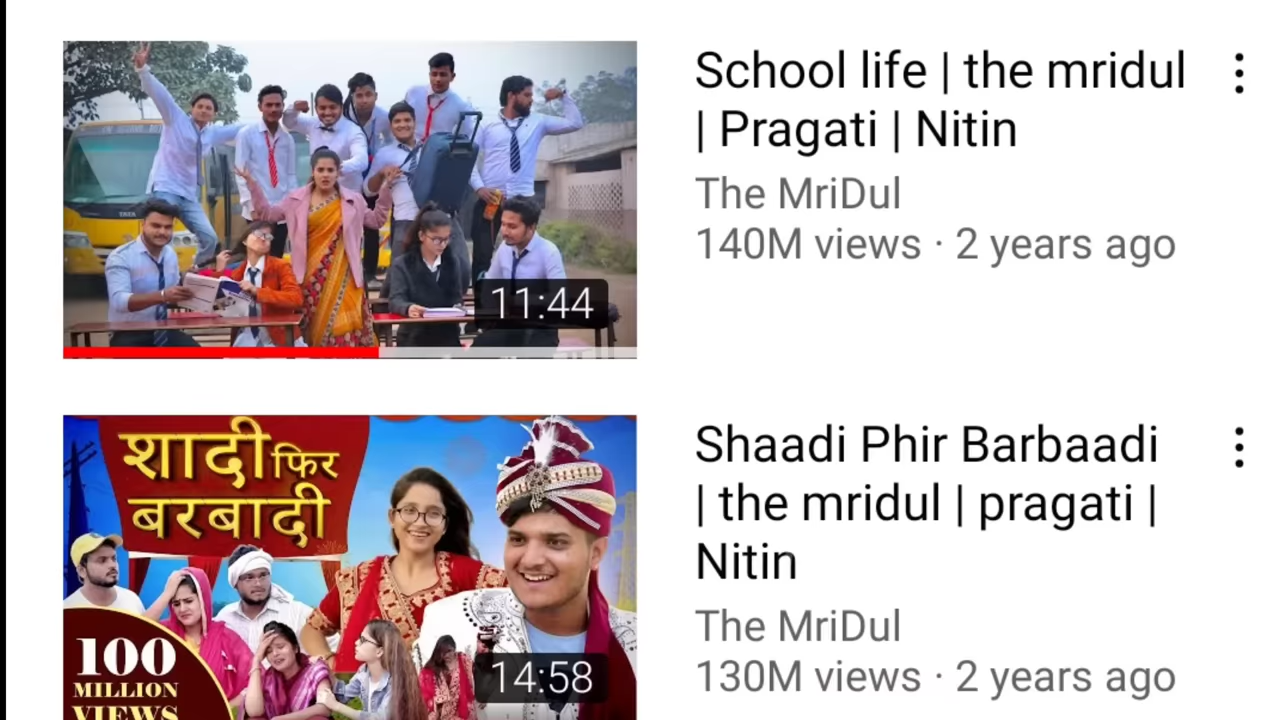 School life | the mridul
| Pragati | Nitin
The MriDul
140M views · 2 years ago
TATA
11:44
Shaadi Phir Barbaadi
| the mridul | pragati |
Nitin
The MriDul
130M views · 2 years ago
शादी फिर
बरबादी
100
MILLION
VIEWS
14:58